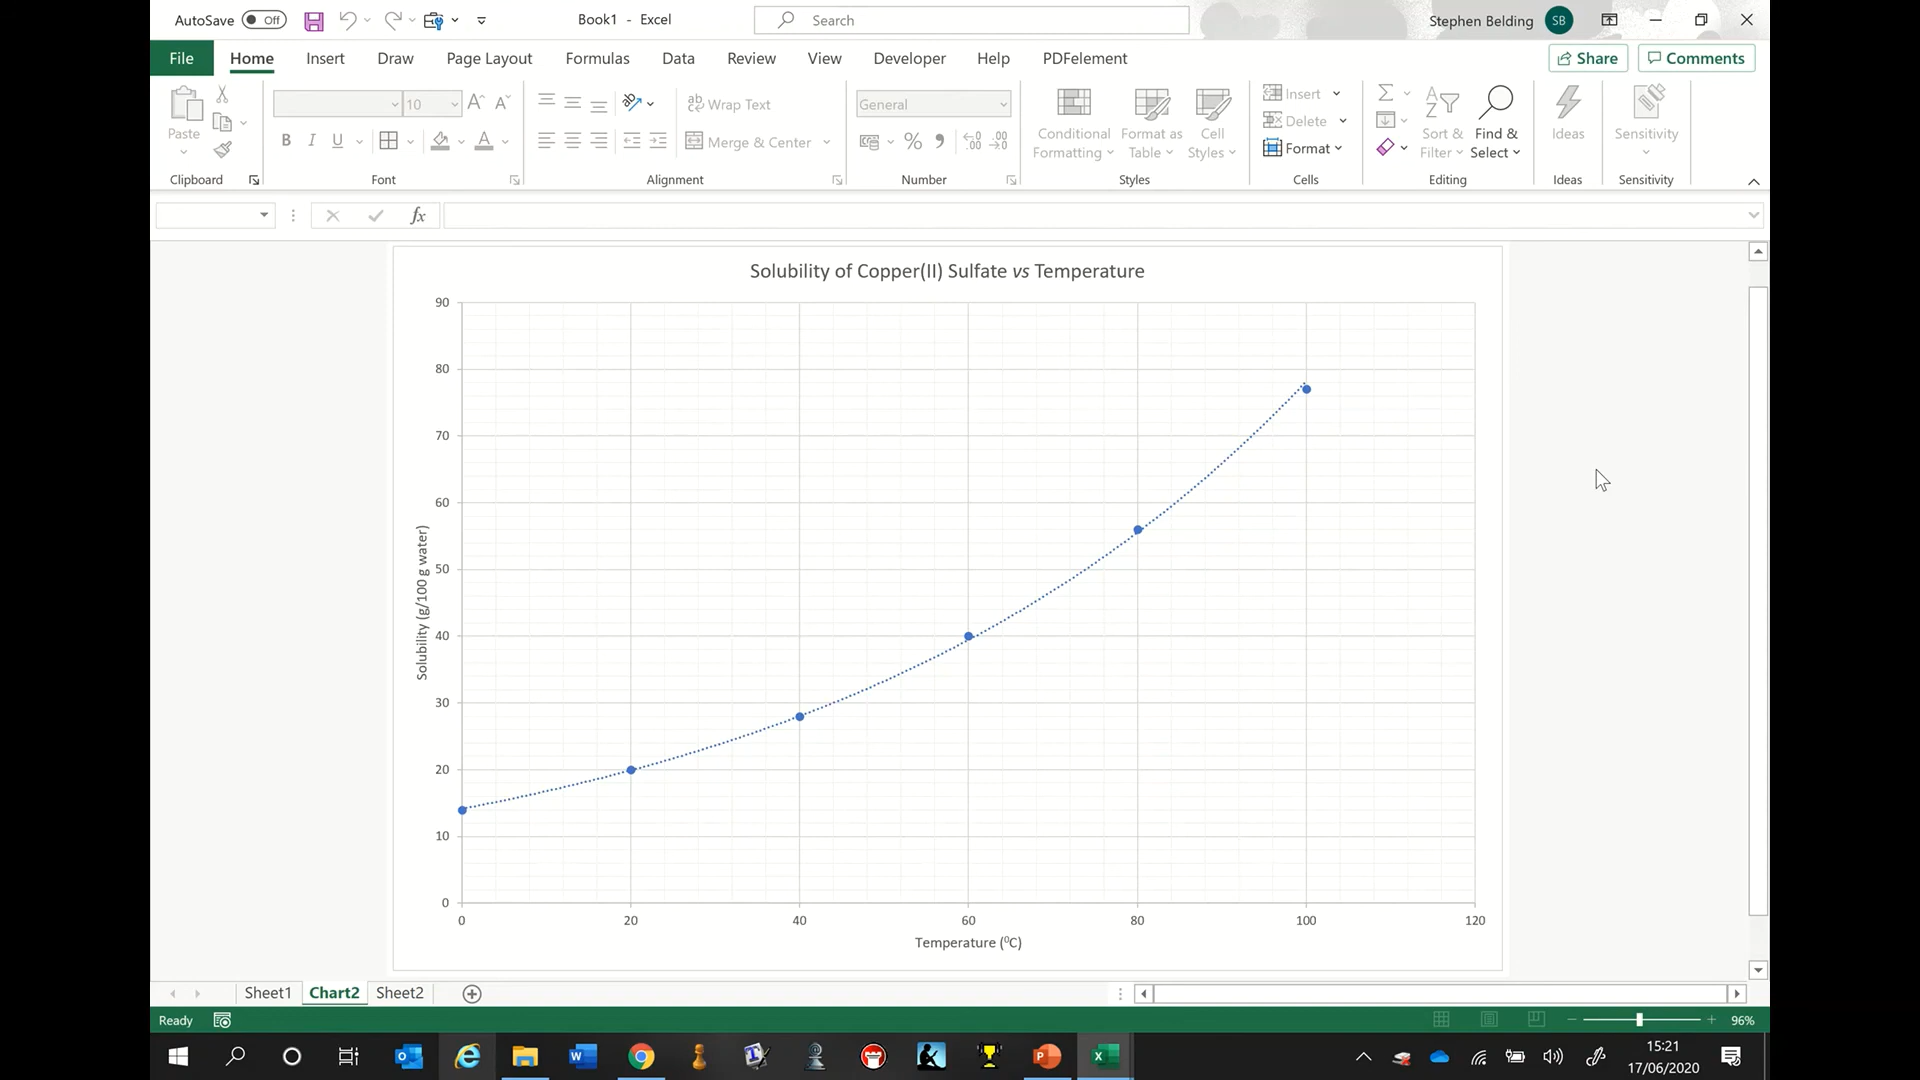 AutoSave Off Book1 - Excel Search Stephen Belding SB
File Home Insert Draw Page Layout Formulas Data Review View Developer Help PDFelement Share Comments
10 ab Wrap Text General Insert
Paste B I U A Merge & Center % Conditional Formatting Format as Table Cell Styles Delete Format Sort & Filter Find & Select Ideas Sensitivity
Clipboard Font Alignment Number Styles Cells Editing Ideas Sensitivity
fx
Solubility of Copper(II) Sulfate vs Temperature
90
80
70
60
50
40
30
20
10
0
Solubility (g/100 g water)
0 20 40 60 80 100 120
Temperature (⁰C)
Sheet1 Chart2 Sheet2
Ready 96%
15:21
17/06/2020